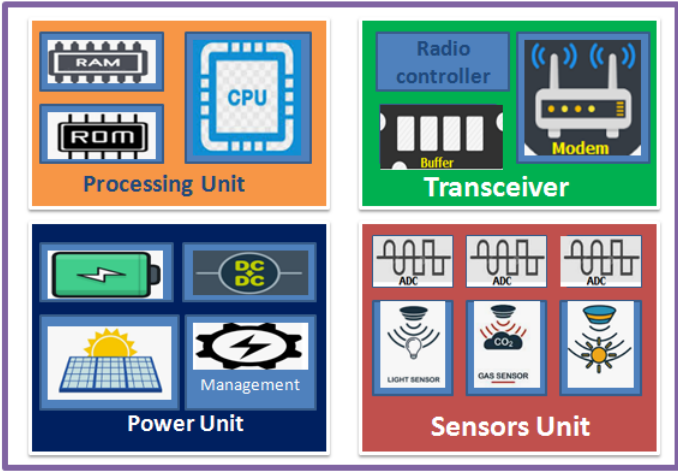 RAM
CPU
ROM
Processing Unit
Radio
controller
Buffer
Modem
Transceiver
DC
DC
Management
Power Unit
ADC
ADC
ADC
LIGHT SENSOR
CO2
GAS SENSOR
Sensors Unit